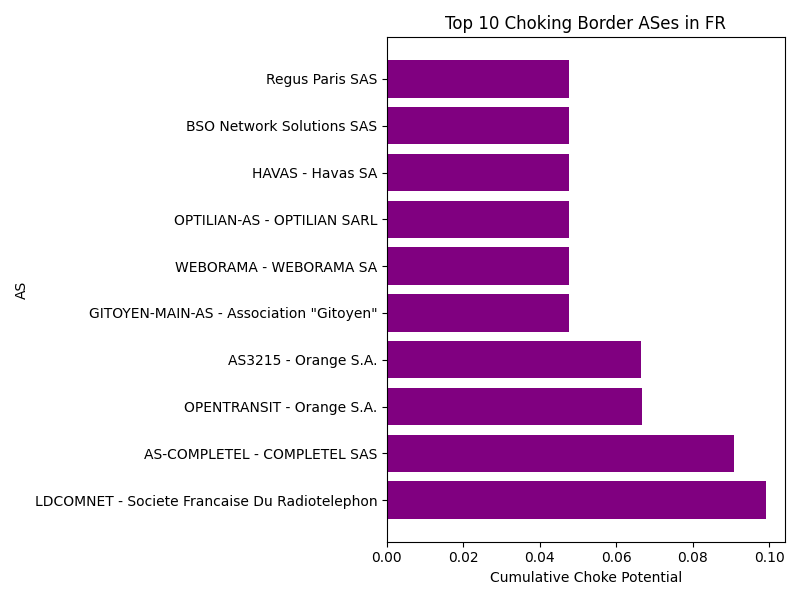 Top 10 Choking Border ASes in FR
Regus Paris SAS
BSO Network Solutions SAS
HAVAS - Havas SA
OPTILIAN-AS - OPTILIAN SARL
WEBORAMA - WEBORAMA SA
GITOYEN-MAIN-AS - Association "Gitoyen"
AS3215 - Orange S.A.
OPENTRANSIT - Orange S.A.
AS-COMPLETEL - COMPLETEL SAS
LDCOMNET - Societe Francaise Du Radiotelephon
AS
0.00 0.02 0.04 0.06 0.08 0.10
Cumulative Choke Potential